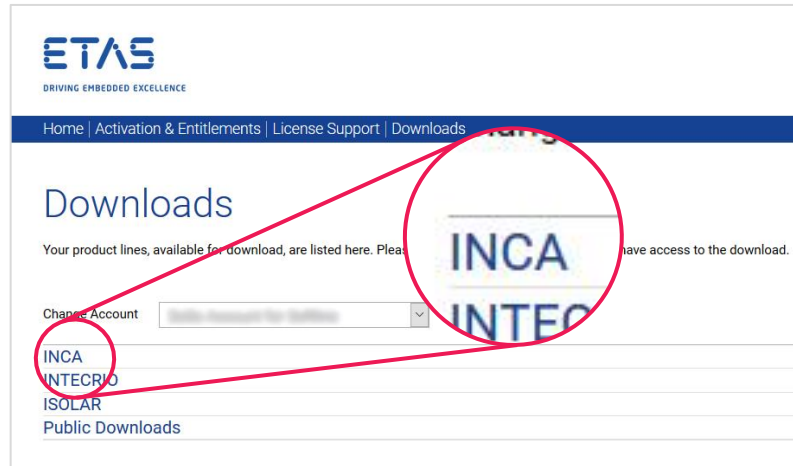 ETAS
DRIVING EMBEDDED EXCELLENCE
Home | Activation & Entitlements | License Support | Downloads
Downloads
Your product lines, available for download, are listed here. Plea have access to the download.
Change Account
INCA
INTECRIO
ISOLAR
Public Downloads
INCA
INTEC